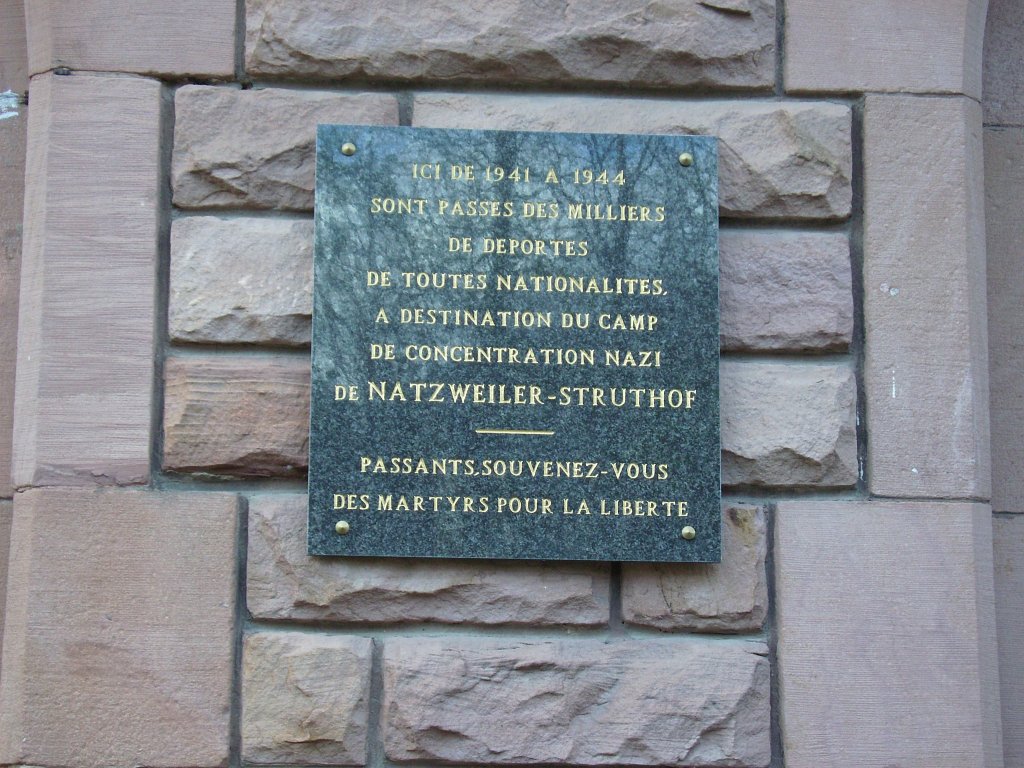 ICI DE 1941 A 1944
SONT PASSES DES MILLIERS
DE DEPORTES
DE TOUTES NATIONALITES,
A DESTINATION DU CAMP
DE CONCENTRATION NAZI
DE NATZWEILER-STRUTHOF
PASSANTS, SOUVENEZ-VOUS
DES MARTYRS POUR LA LIBERTE